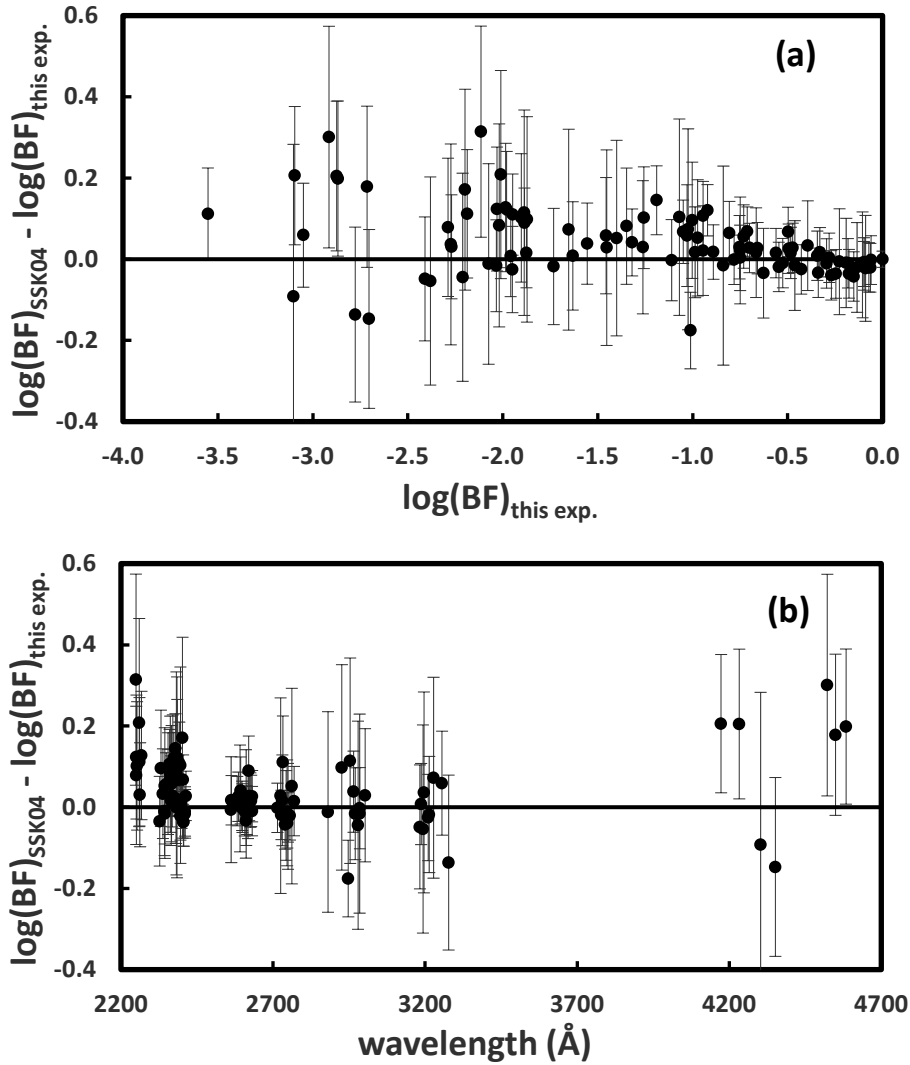 0.6
(a)
0.4
0.2
0.0
-0.2
-0.4
log(BF)SSK04 - log(BF)this exp.
-4.0 -3.5 -3.0 -2.5 -2.0 -1.5 -1.0 -0.5 0.0
log(BF)this exp.
0.6
(b)
0.4
0.2
0.0
-0.2
-0.4
log(BF)SSK04 - log(BF)this exp.
2200 2700 3200 3700 4200 4700
wavelength (Å)